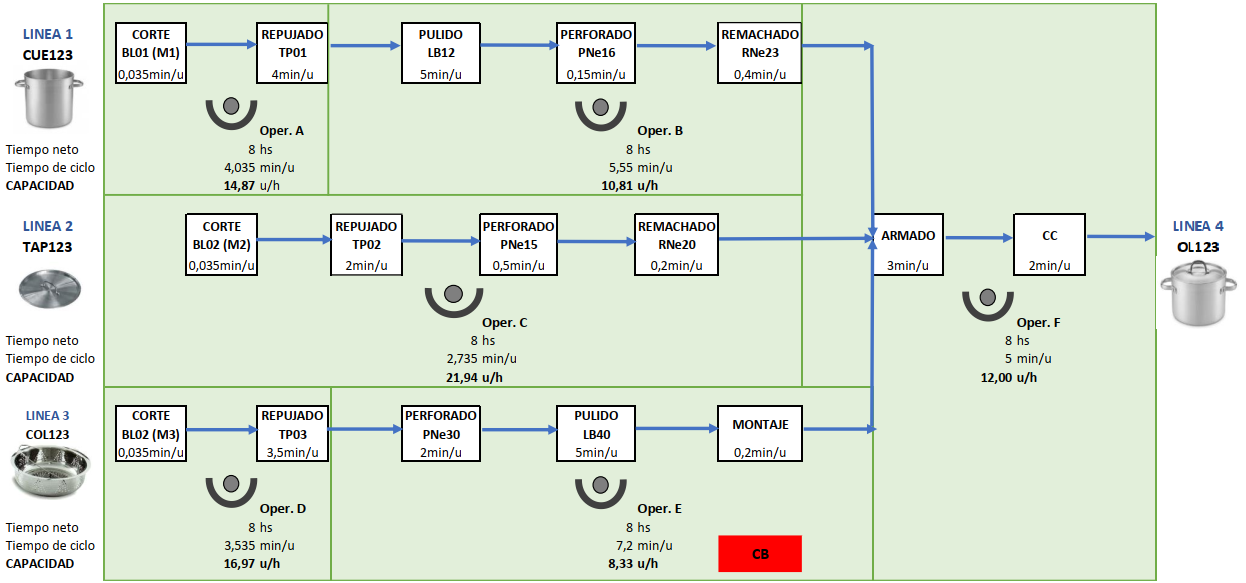 LINEA 1
CUE123
CORTE
BL01 (M1)
0,035min/u
REPUJADO
TP01
4min/u
PULIDO
LB12
5min/u
PERFORADO
PNe16
0,15min/u
REMACHADO
RNe23
0,4min/u
Oper. A
Oper. B
Tiempo neto
8 hs
8 hs
Tiempo de ciclo
4,035 min/u
5,55 min/u
CAPACIDAD
14,87 u/h
10,81 u/h
LINEA 2
TAP123
CORTE
BL02 (M2)
0,035min/u
REPUJADO
TP02
2min/u
PERFORADO
PNe15
0,5min/u
REMACHADO
RNe20
0,2min/u
ARMADO
3min/u
CC
2min/u
LINEA 4
OL123
Oper. C
Oper. F
Tiempo neto
8 hs
8 hs
Tiempo de ciclo
2,735 min/u
5 min/u
CAPACIDAD
21,94 u/h
12,00 u/h
LINEA 3
COL123
CORTE
BL02 (M3)
0,035min/u
REPUJADO
TP03
3,5min/u
PERFORADO
PNe30
2min/u
PULIDO
LB40
5min/u
MONTAJE
0,2min/u
Oper. D
Oper. E
Tiempo neto
8 hs
8 hs
Tiempo de ciclo
3,535 min/u
7,2 min/u
CAPACIDAD
16,97 u/h
8,33 u/h
CB